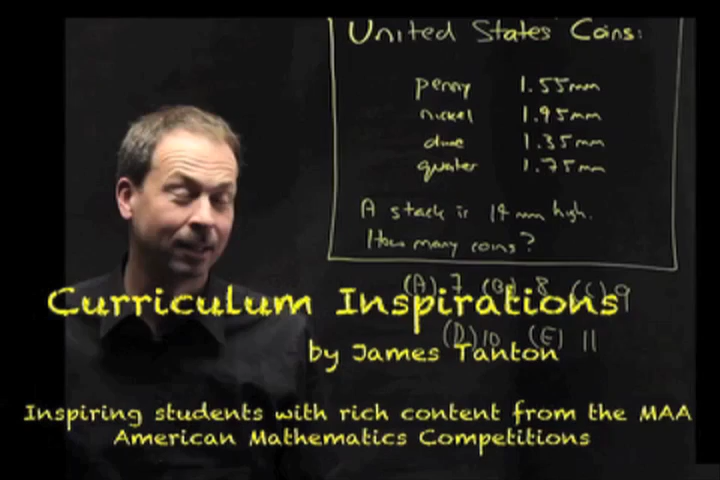 United States Coins:
penny 1.55mm
nickel 1.95mm
dime 1.35mm
quater 1.75mm
A stack is 14 mm high.
How many coins?
(A) 7 (B) 8 (C) 9
Curriculum Inspirations
(D) 10 (E) 11
by James Tanton
Inspiring students with rich content from the MAA
American Mathematics Competitions